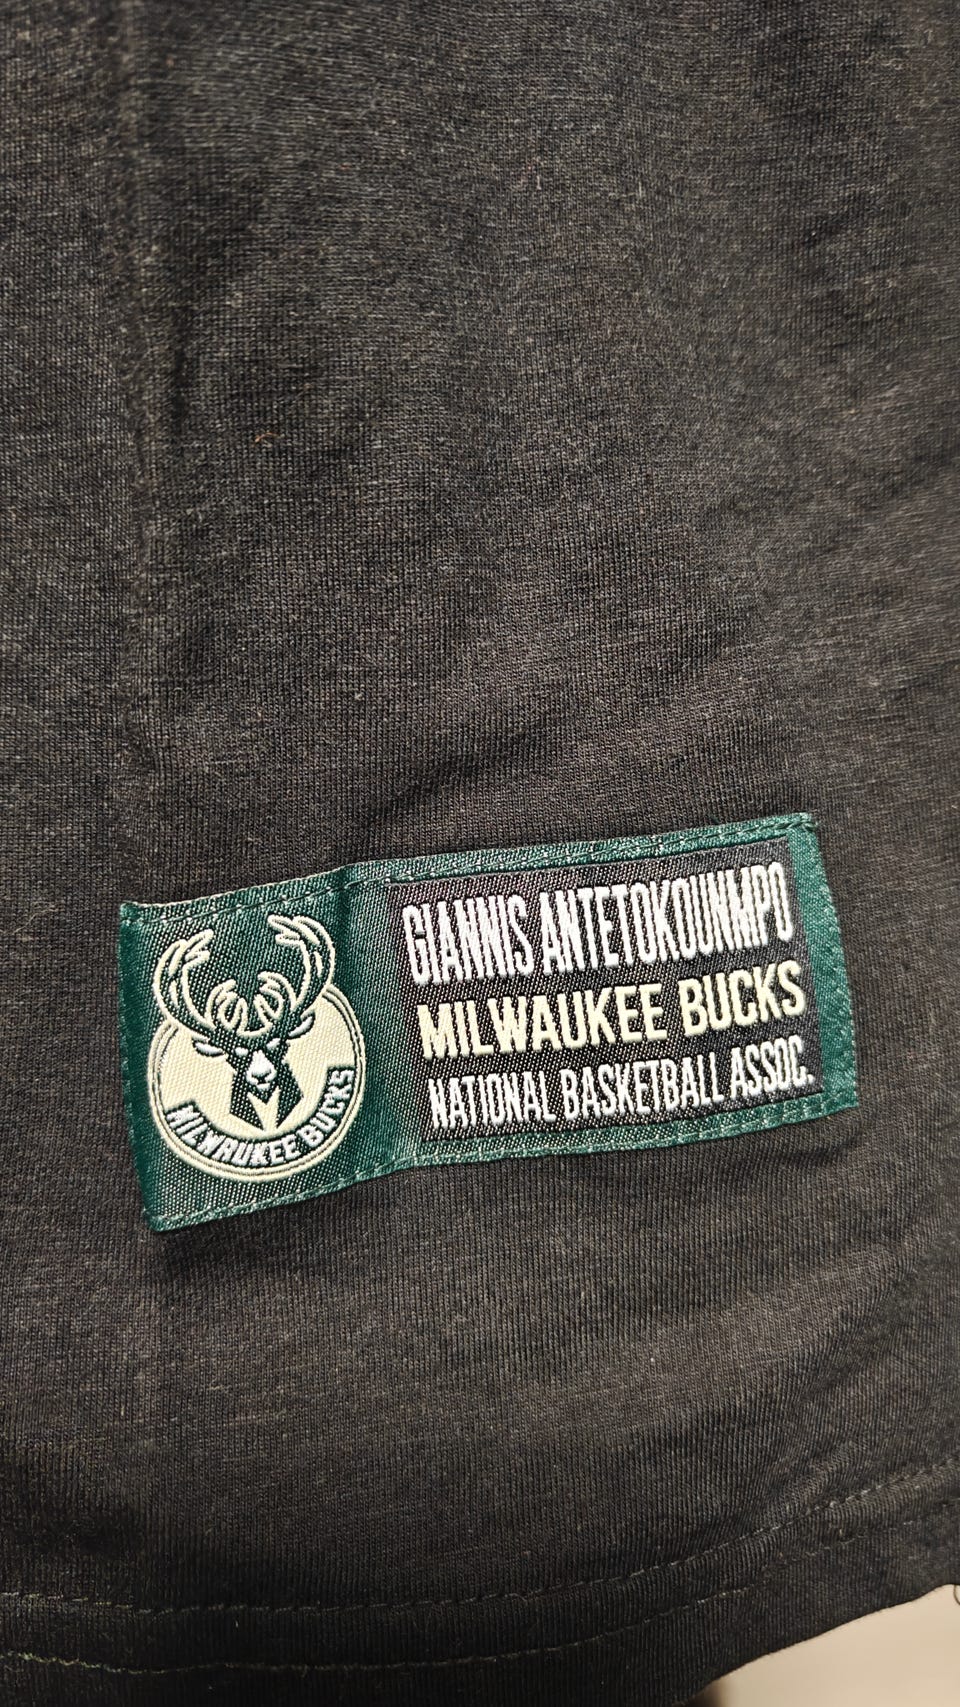 MILWAUKEE BUCKS
GIANNIS ANTETOKOUNMPO
MILWAUKEE BUCKS
NATIONAL BASKETBALL ASSOC.